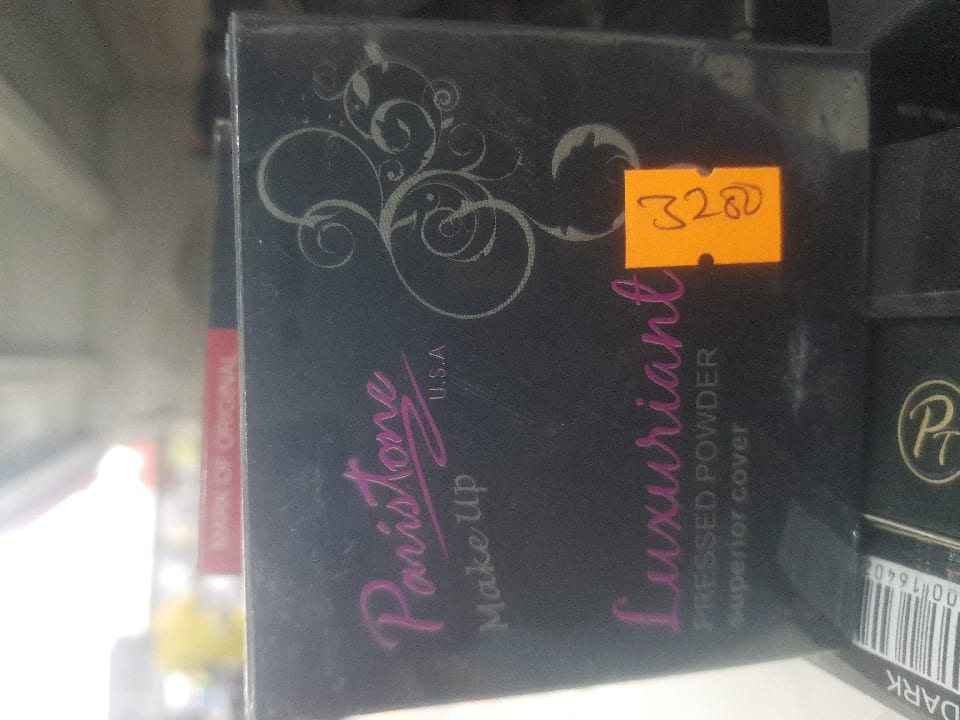 Paristone
U.S.A
Make Up
Luxuriant
PRESSED POWDER
superior cover
3280
MARK OF ORIGINAL
PT
DARK